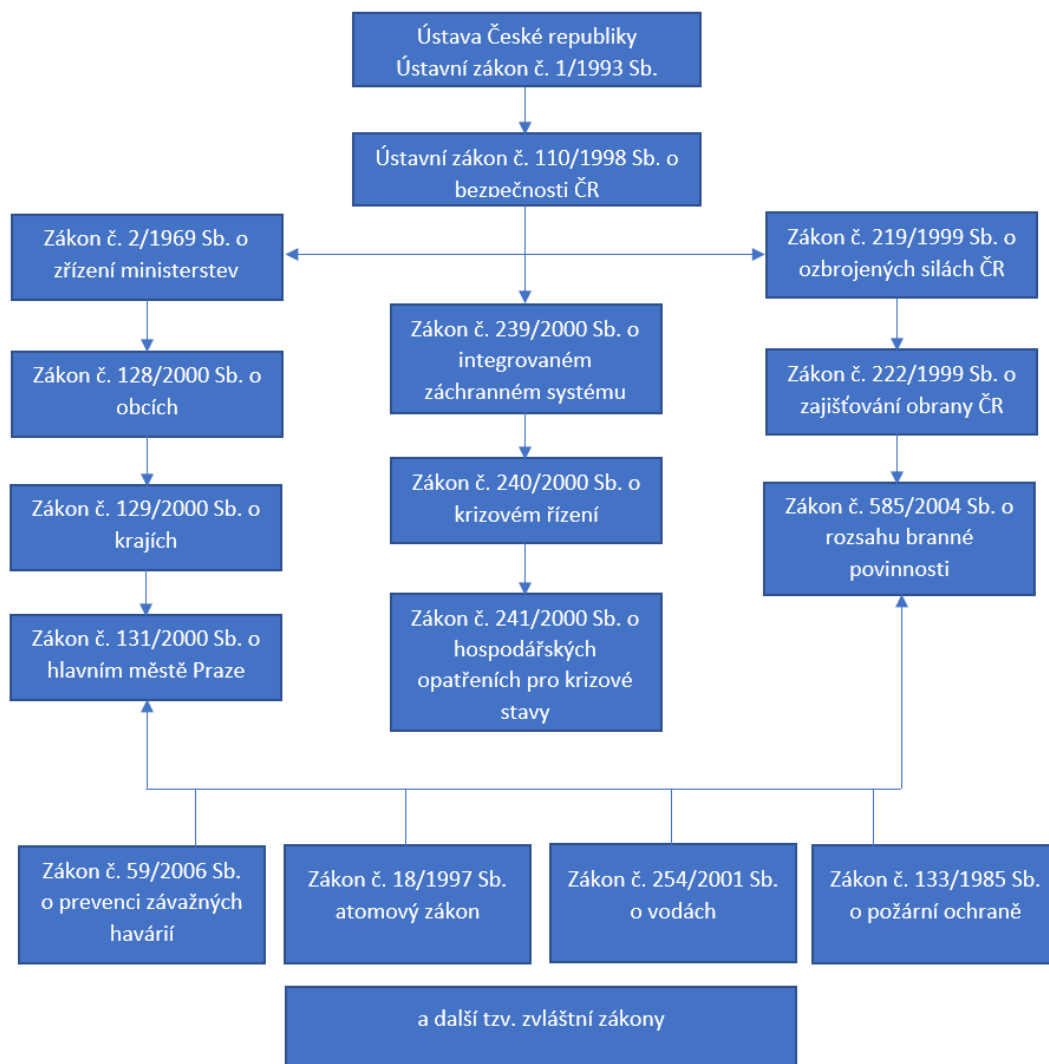 Ústava České republiky
Ústavní zákon č. 1/1993 Sb.
Ústavní zákon č. 110/1998 Sb. o
bezpečnosti ČR
Zákon č. 2/1969 Sb. o
zřízení ministerstev
Zákon č. 219/1999 Sb. o
ozbrojených silách ČR
Zákon č. 239/2000 Sb. o
integrovaném
záchranném systému
Zákon č. 128/2000 Sb. o
obcích
Zákon č. 222/1999 Sb. o
zajišťování obrany ČR
Zákon č. 240/2000 Sb. o
krizovém řízení
Zákon č. 129/2000 Sb. o
krajích
Zákon č. 585/2004 Sb. o
rozsahu branné
povinnosti
Zákon č. 241/2000 Sb. o
hospodářských
opatřeních pro krizové
stavy
Zákon č. 131/2000 Sb. o
hlavním městě Praze
Zákon č. 59/2006 Sb.
o prevenci závažných
havárií
Zákon č. 18/1997 Sb.
atomový zákon
Zákon č. 254/2001 Sb.
o vodách
Zákon č. 133/1985 Sb.
o požární ochraně
a další tzv. zvláštní zákony